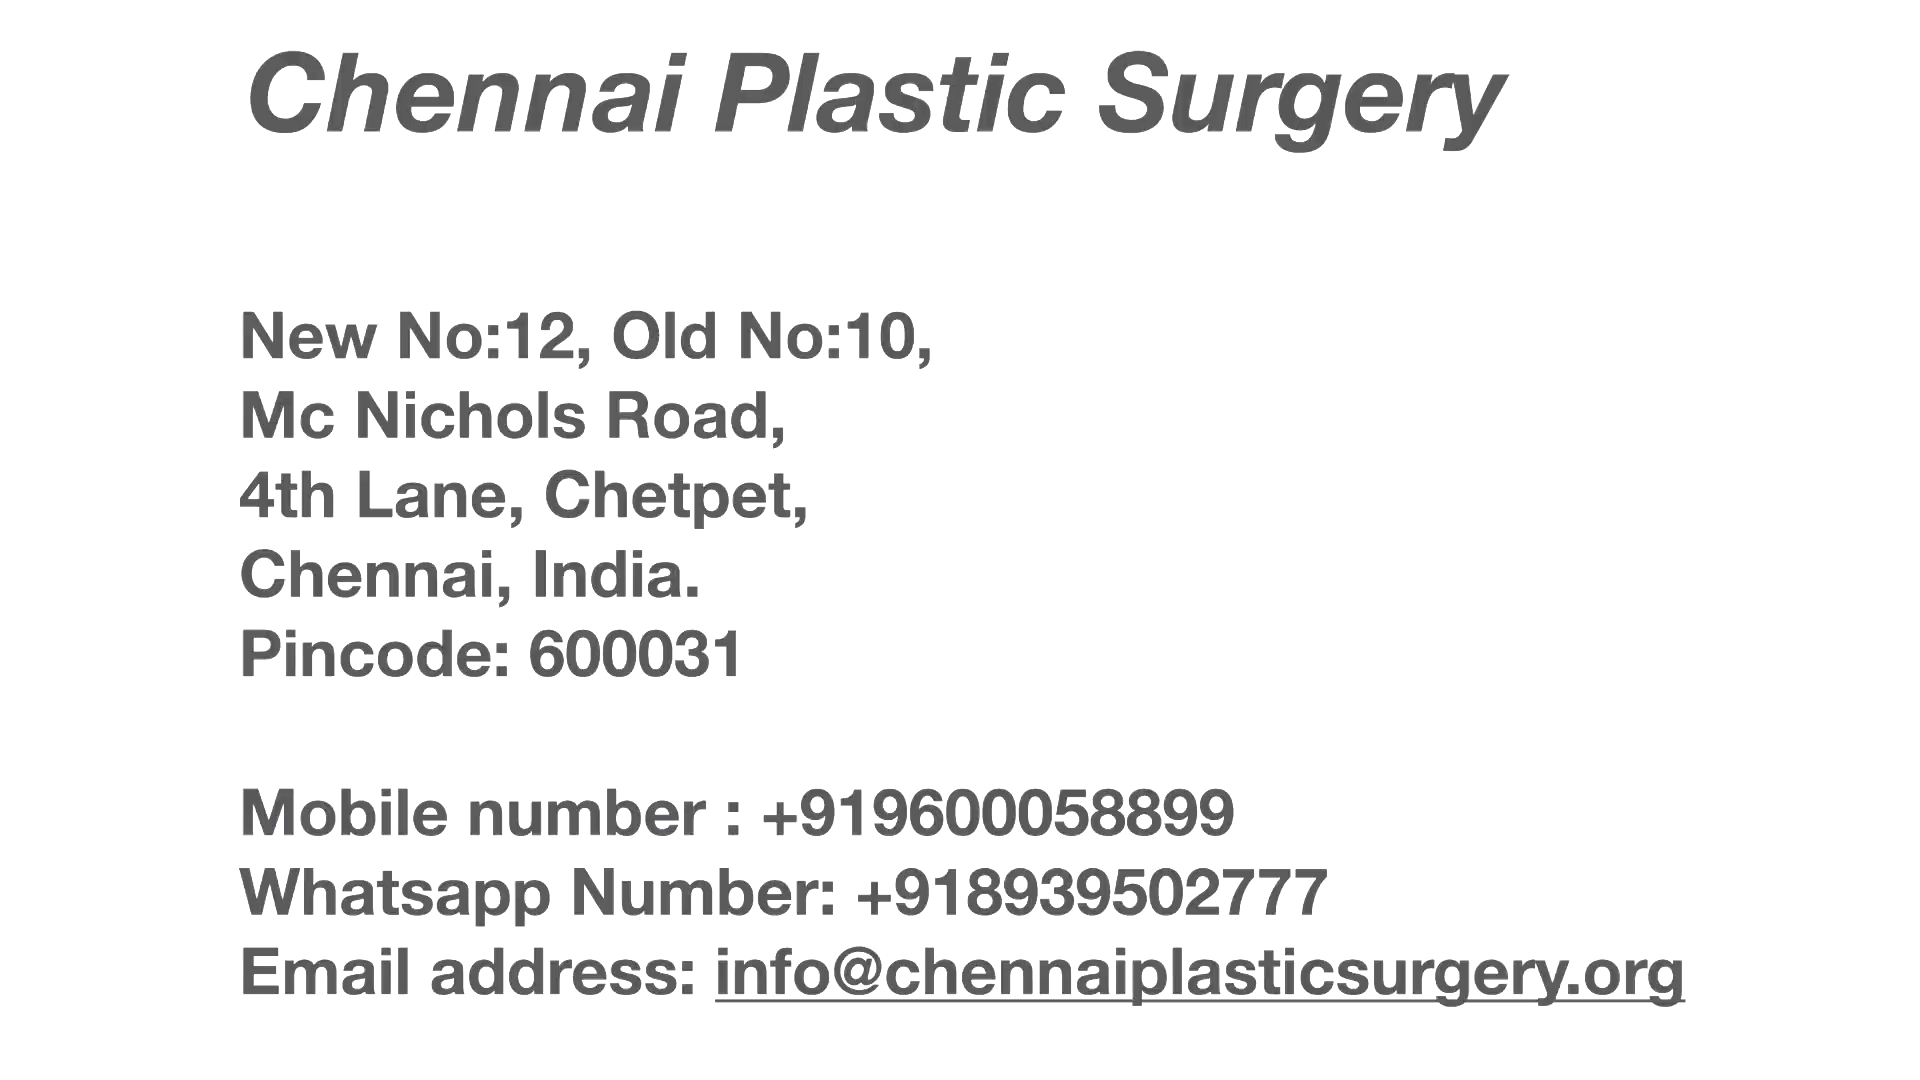 Chennai Plastic Surgery
New No:12, Old No:10,
Mc Nichols Road,
4th Lane, Chetpet,
Chennai, India.
Pincode: 600031
Mobile number : +919600058899
Whatsapp Number: +918939502777
Email address: info@chennaiplasticsurgery.org